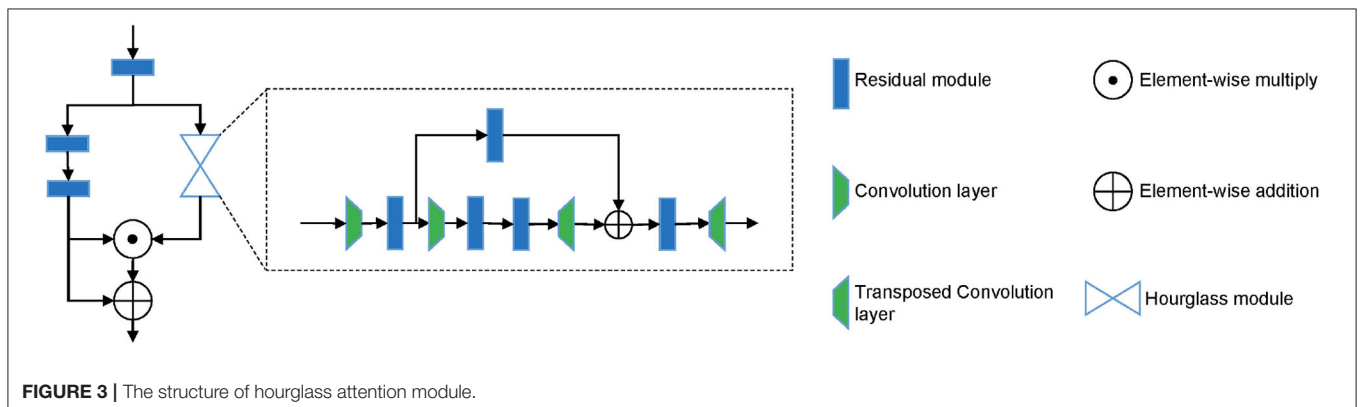 Residual module
Element-wise multiply
Convolution layer
Element-wise addition
Transposed Convolution
layer
Hourglass module
FIGURE 3 | The structure of hourglass attention module.